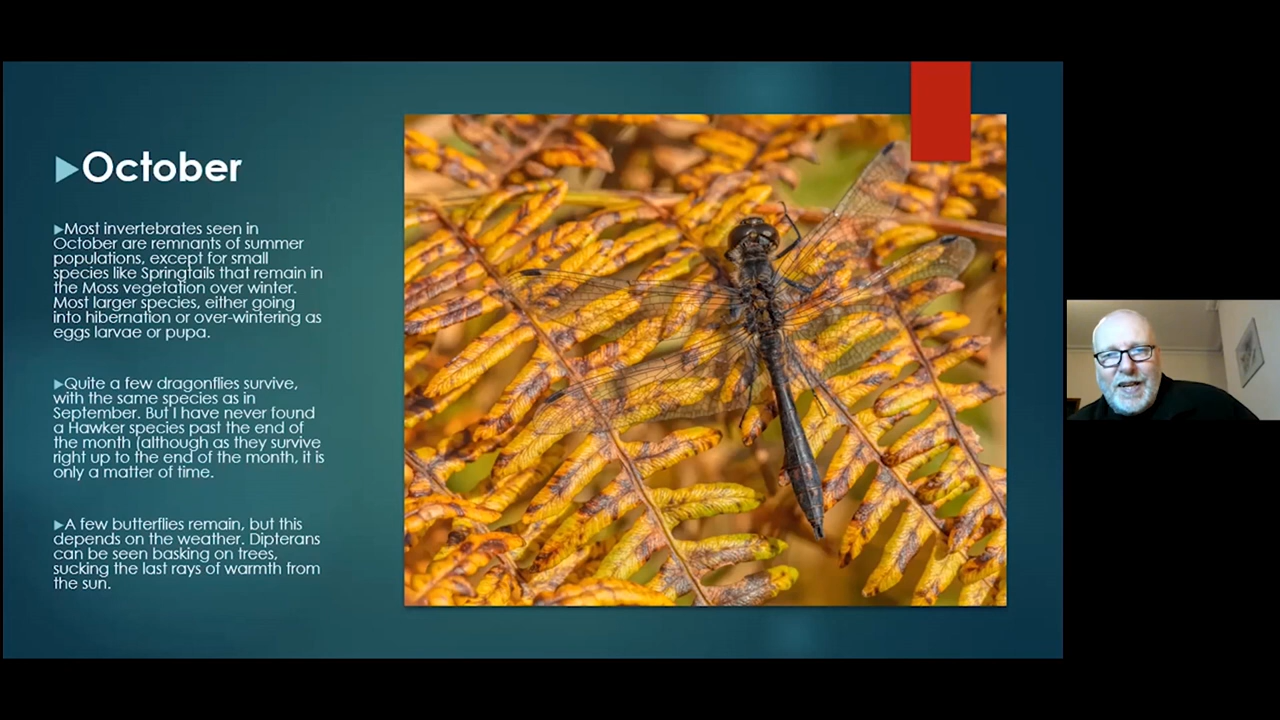 October
Most invertebrates seen in
October are remnants of summer
populations, except for small
species like Springtails that remain in
the Moss vegetation over winter.
Most larger species, either going
into hibernation or over-wintering as
eggs larvae or pupa.
Quite a few dragonflies survive,
with the same species as in
September. But I have never found
a Hawker species past the end of
the month (although as they survive
right up to the end of the month, it is
only a matter of time.
A few butterflies remain, but this
depends on the weather. Dipterans
can be seen basking on trees,
sucking the last rays of warmth from
the sun.